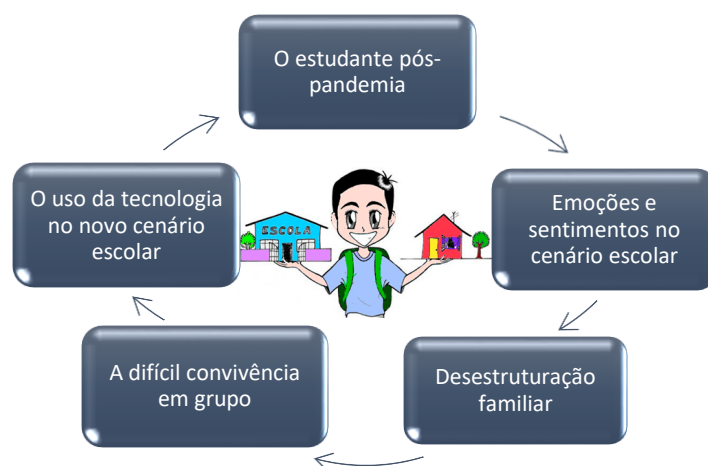 O estudante pós-
pandemia
Emoções e
sentimentos no
cenário escolar
Desestruturação
familiar
A difícil convivência
em grupo
O uso da tecnologia
no novo cenário
escolar
ESCOLA